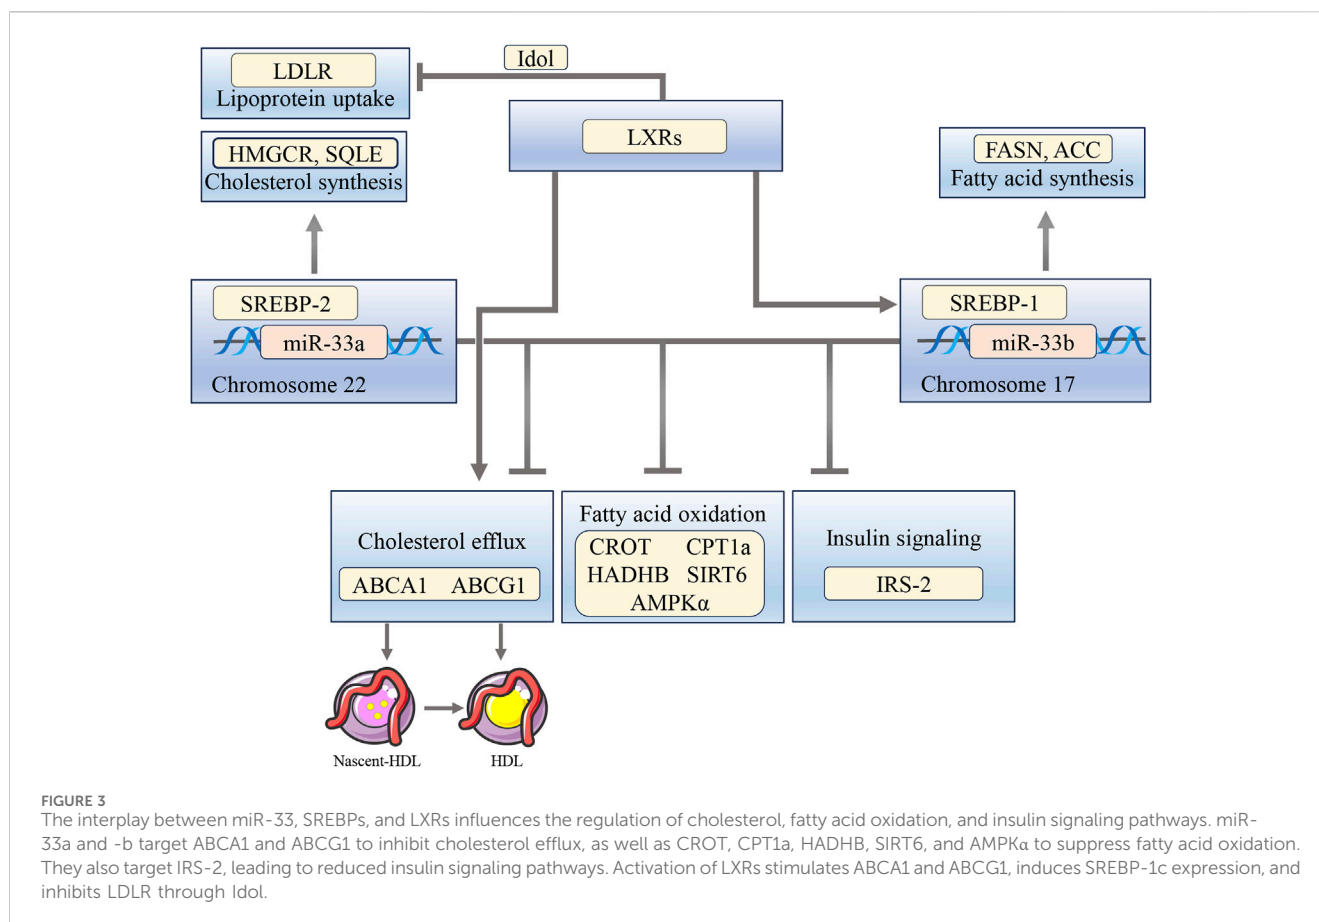 Idol
LDLR
Lipoprotein uptake
LXRs
HMGCR, SQLE
Cholesterol synthesis
FASN, ACC
Fatty acid synthesis
SREBP-2
miR-33a
Chromosome 22
SREBP-1
miR-33b
Chromosome 17
Cholesterol efflux
ABCA1 ABCG1
Fatty acid oxidation
CROT CPT1a
HADHB SIRT6
AMPKα
Insulin signaling
IRS-2
Nascent-HDL
HDL
FIGURE 3
The interplay between miR-33, SREBPs, and LXRs influences the regulation of cholesterol, fatty acid oxidation, and insulin signaling pathways. miR-
33a and -b target ABCA1 and ABCG1 to inhibit cholesterol efflux, as well as CROT, CPT1a, HADHB, SIRT6, and AMPKα to suppress fatty acid oxidation.
They also target IRS-2, leading to reduced insulin signaling pathways. Activation of LXRs stimulates ABCA1 and ABCG1, induces SREBP-1c expression, and
inhibits LDLR through Idol.